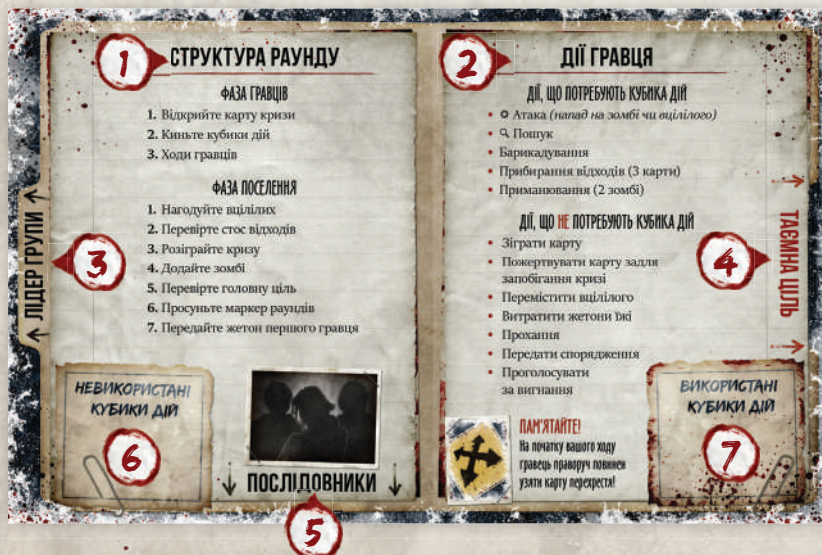 1
СТРУКТУРА РАУНДУ
ФАЗА ГРАВЦІВ
1. Відкрийте карту кризи
2. Киньте кубики дій
3. Ходи гравців
ФАЗА ПОСЕЛЕННЯ
1. Нагодуйте вцілілих
2. Перевірте стос відходів
3. Розіграйте кризу
4. Додайте зомбі
5. Перевірте головну ціль
6. Просуньте маркер раундів
7. Передайте жетон першого гравця
ЛІДЕР ГРУПИ
3
НЕВИКОРИСТАНІ
КУБИКИ ДІЙ
6
ПОСЛІДОВНИКИ
5
2
ДІЇ ГРАВЦЯ
ДІЇ, ЩО ПОТРЕБУЮТЬ КУБИКА ДІЙ
• Атака (напад на зомбі чи вцілілого)
• Пошук
• Барикадування
• Прибирання відходів (3 карти)
• Приманювання (2 зомбі)
ДІЇ, ЩО НЕ ПОТРЕБУЮТЬ КУБИКА ДІЙ
• Зіграти карту
• Пожертвувати карту задля
запобігання кризі
• Перемістити вцілілого
• Витратити жетони їжі
• Прохання
• Передати спорядження
• Проголосувати
за вигнання
ТАЄМНА ЦІЛЬ
4
ПАМ'ЯТАЙТЕ!
На початку вашого ходу
гравець праворуч повинен
узяти карту перехрестя!
ВИКОРИСТАНІ
КУБИКИ ДІЙ
7